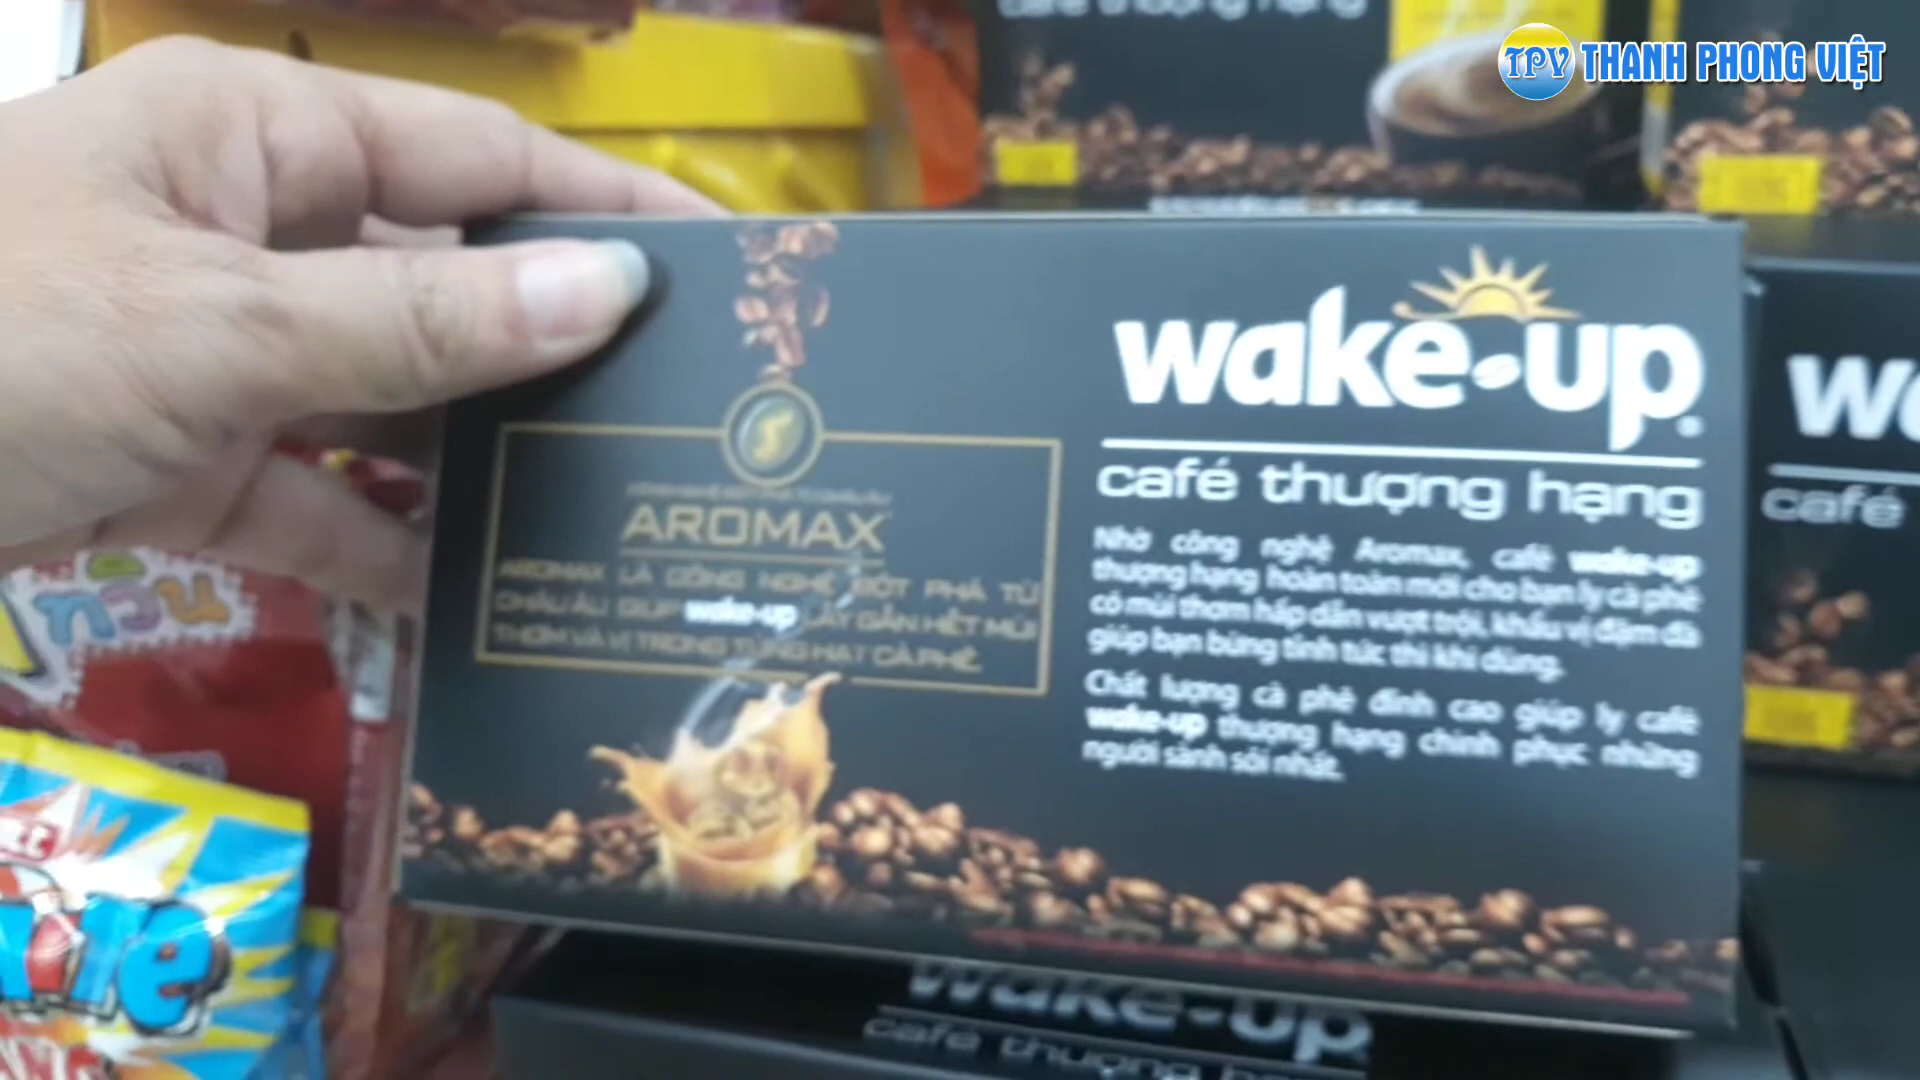 café thượng hạng
TPV THANH PHONG VIỆT
wake-up
café thượng hạng
AROMAX
AROMAX LÀ CÔNG NGHỆ ĐỘT PHÁ TỪ
CHÂU ÂU GIÚP wake-up LẤY GẦN HẾT MÙI
THƠM VÀ VỊ TRONG TỪNG HẠT CÀ PHÊ.
Nhờ công nghệ Aromax, café wake-up
thượng hạng hoàn toàn mới cho bạn ly cà phê
có mùi thơm hấp dẫn vượt trội, khẩu vị đậm đà
giúp bạn bừng tỉnh tức thì khi dùng.
Chất lượng cà phê đỉnh cao giúp ly café
wake-up thượng hạng chinh phục những
người sành sỏi nhất.
café
wake-up
café thượng